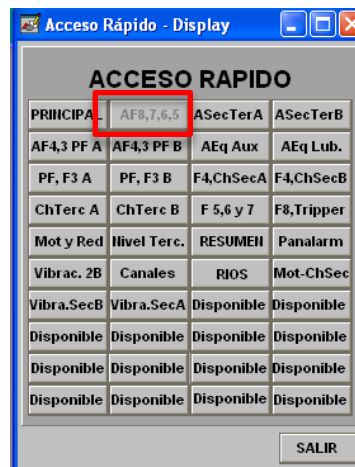 Acceso Rápido - Display
ACCESO RAPIDO
PRINCIPAL AF8,7,6,5 ASecTerA ASecTerB
AF4,3 PF A AF4,3 PF B AEq Aux AEq Lub.
PF, F3 A PF, F3 B F4,ChSecA F4,ChSecB
ChTerc A ChTerc B F 5,6 y 7 F8,Tripper
Mot y Red Nivel Terc. RESUMEN Panalarm
Vibrac. 2B Canales RIOS Mot-ChSec
Vibra.SecB Vibra.SecA Disponible Disponible
Disponible Disponible Disponible Disponible
Disponible Disponible Disponible Disponible
Disponible Disponible Disponible Disponible
SALIR